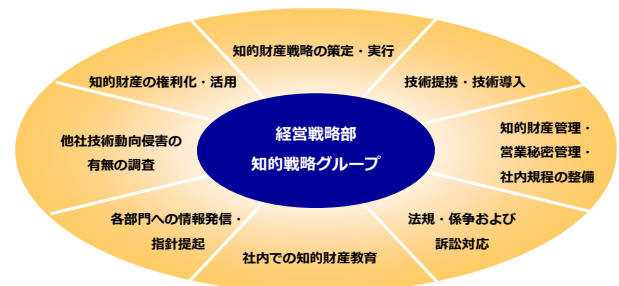 知的財産戦略の策定・実行
技術提携・技術導入
知的財産管理・
営業秘密管理・
社内規程の整備
法規・係争および
訴訟対応
社内での知的財産教育
各部門への情報発信・
指針提起
他社技術動向侵害の
有無の調査
知的財産の権利化・活用
経営戦略部
知的戦略グループ